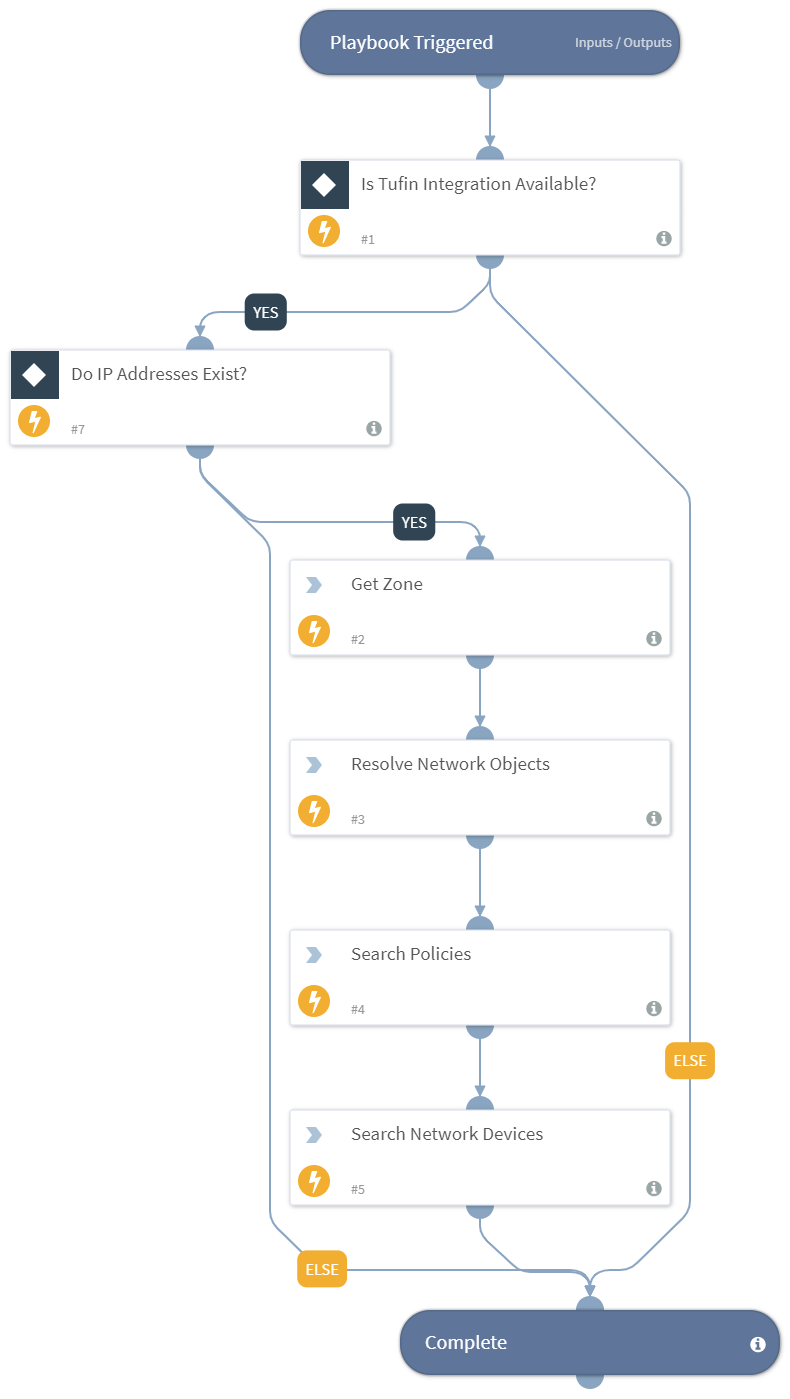 Playbook Triggered
Inputs / Outputs
Is Tufin Integration Available?
#1
YES
Do IP Addresses Exist?
#7
YES
Get Zone
#2
Resolve Network Objects
#3
Search Policies
#4
ELSE
Search Network Devices
#5
ELSE
Complete